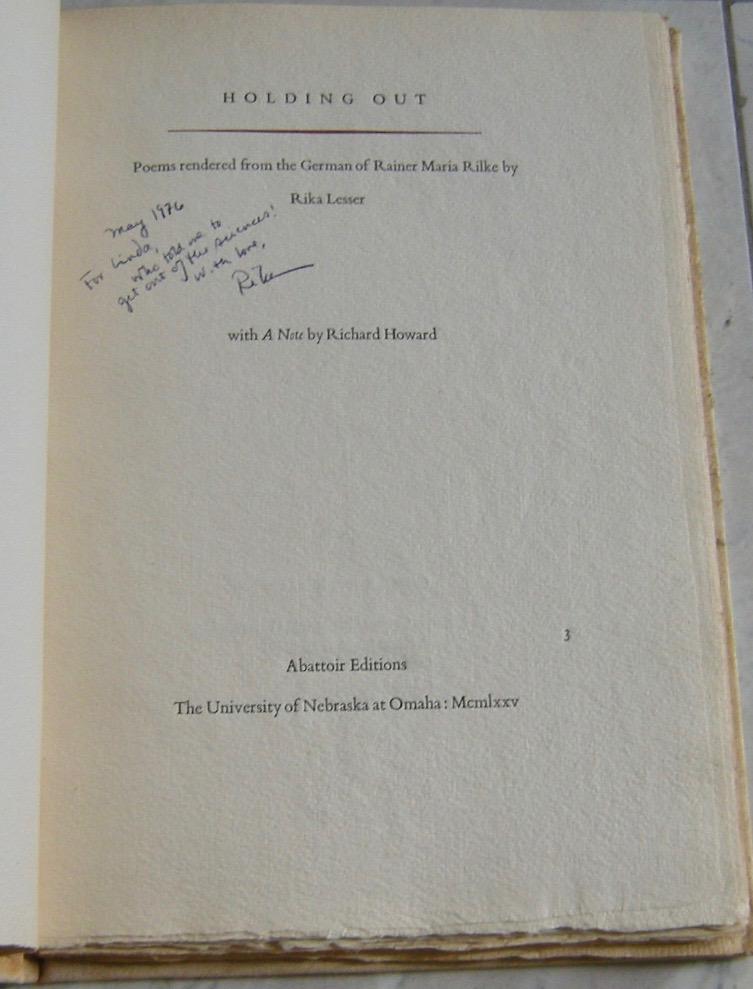 HOLDING OUT
Poems rendered from the German of Rainer Maria Rilke by
Rika Lesser
May 1976
For Linda,
who told me to
get out of the sciences!
With love,
Rika
with A Note by Richard Howard
3
Abattoir Editions
The University of Nebraska at Omaha: Mcmlxxv